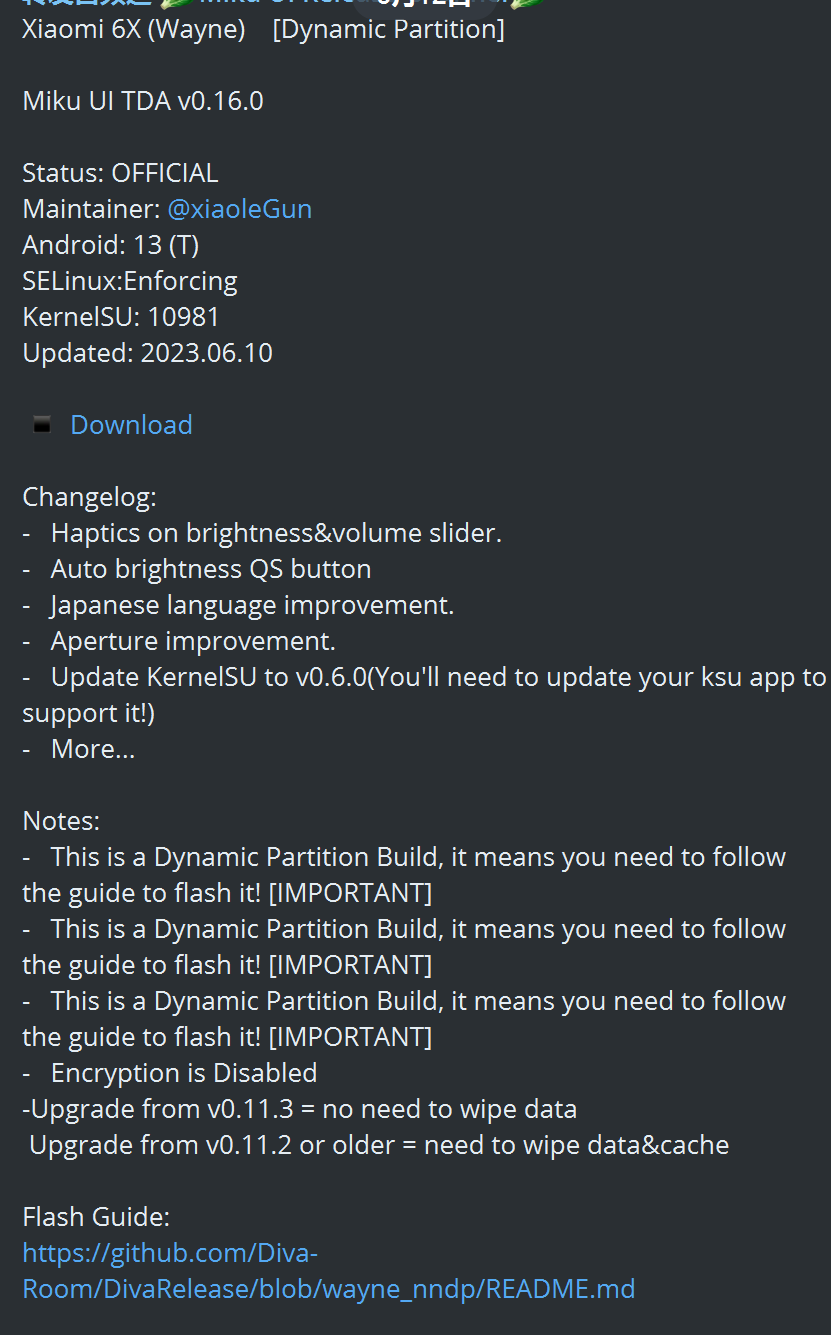 Xiaomi 6X (Wayne) [Dynamic Partition]
Miku UI TDA v0.16.0
Status: OFFICIAL
Maintainer: @xiaoleGun
Android: 13 (T)
SELinux:Enforcing
KernelSU: 10981
Updated: 2023.06.10
Download
Changelog:
- Haptics on brightness&volume slider.
- Auto brightness QS button
- Japanese language improvement.
- Aperture improvement.
- Update KernelSU to v0.6.0(You'll need to update your ksu app to
support it!)
- More...
Notes:
- This is a Dynamic Partition Build, it means you need to follow
the guide to flash it! [IMPORTANT]
- This is a Dynamic Partition Build, it means you need to follow
the guide to flash it! [IMPORTANT]
- This is a Dynamic Partition Build, it means you need to follow
the guide to flash it! [IMPORTANT]
- Encryption is Disabled
-Upgrade from v0.11.3 = no need to wipe data
Upgrade from v0.11.2 or older = need to wipe data&cache
Flash Guide:
https://github.com/Diva-
Room/DivaRelease/blob/wayne_nndp/README.md